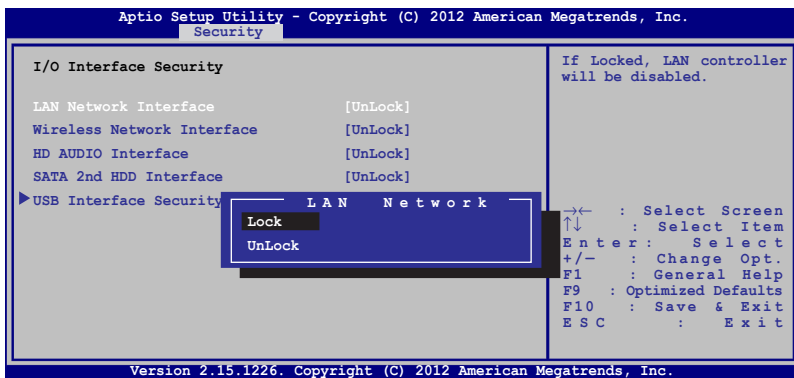 Aptio Setup Utility - Copyright (C) 2012 American Megatrends, Inc.
Security
I/O Interface Security
LAN Network Interface [UnLock]
Wireless Network Interface [UnLock]
HD AUDIO Interface [UnLock]
SATA 2nd HDD Interface [UnLock]
USB Interface Security
LAN Network
Lock
UnLock
If Locked, LAN controller
will be disabled.
→← : Select Screen
↑↓ : Select Item
Enter: Select
+/— : Change Opt.
F1 : General Help
F9 : Optimized Defaults
F10 : Save & Exit
ESC : Exit
Version 2.15.1226. Copyright (C) 2012 American Megatrends, Inc.